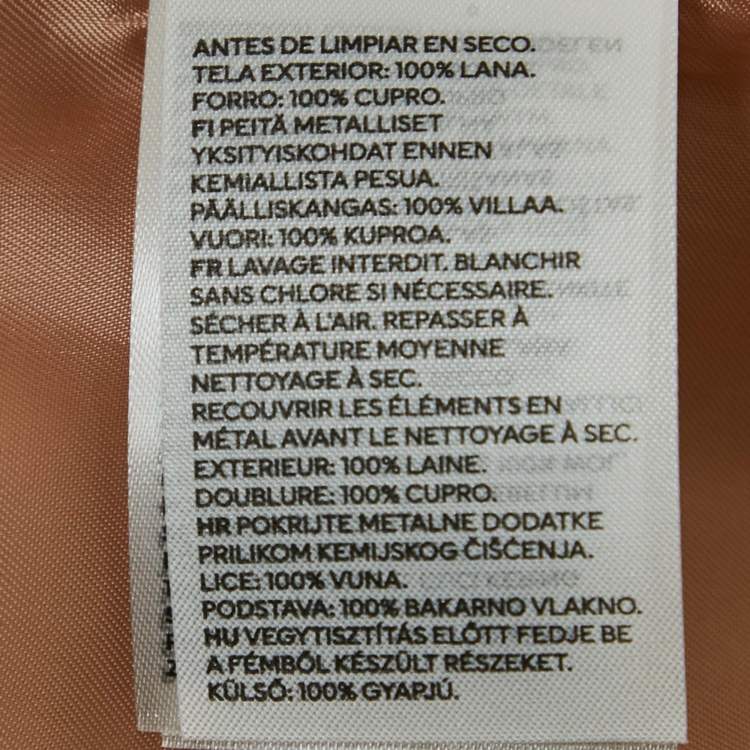 ANTES DE LIMPIAR EN SECO.
TELA EXTERIOR: 100% LANA.
FORRO: 100% CUPRO.
FI PEITÄ METALLISET
YKSITYISKOHDAT ENNEN
KEMIALLISTA PESUA.
PÄÄLLISKANGAS: 100% VILLAA.
VUORI: 100% KUPROA.
FR LAVAGE INTERDIT. BLANCHIR
SANS CHLORE SI NÉCESSAIRE.
SÉCHER À L'AIR. REPASSER À
TEMPÉRATURE MOYENNE
NETTOYAGE À SEC.
RECOUVRIR LES ÉLÉMENTS EN
MÉTAL AVANT LE NETTOYAGE À SEC.
EXTERIEUR: 100% LAINE.
DOUBLURE: 100% CUPRO.
HR POKRIJTE METALNE DODATKE
PRILIKOM KEMIJSKOG ČIŠĆENJA.
LICE: 100% VUNA.
PODSTAVA: 100% BAKARNO VLAKNO.
HU VEGYTISZTÍTÁS ELŐTT FEDJE BE
A FÉMBŐL KÉSZÜLT RÉSZEKET.
KÜLSŐ: 100% GYAPJÚ.